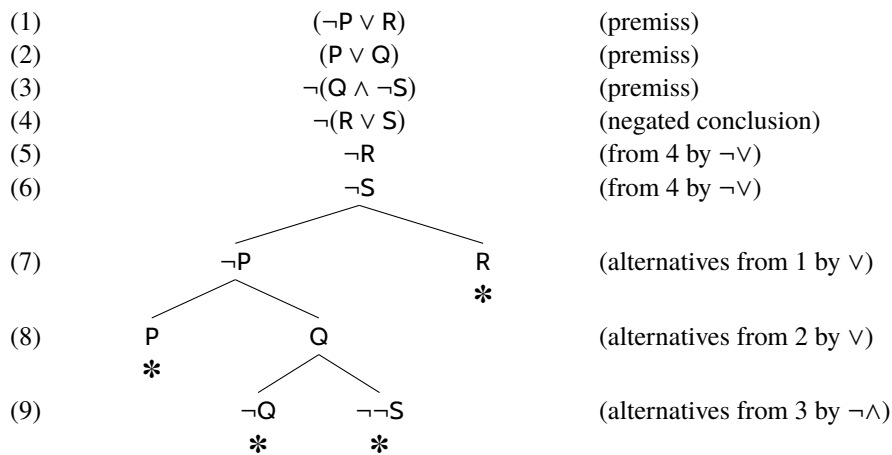 (1) (¬P ∨ R) (premiss)
(2) (P ∨ Q) (premiss)
(3) ¬(Q ∧ ¬S) (premiss)
(4) ¬(R ∨ S) (negated conclusion)
(5) ¬R (from 4 by ¬∨)
(6) ¬S (from 4 by ¬∨)
(7) ¬P R (alternatives from 1 by ∨)
✻
(8) P Q (alternatives from 2 by ∨)
✻
(9) ¬Q ¬¬S (alternatives from 3 by ¬∧)
✻ ✻